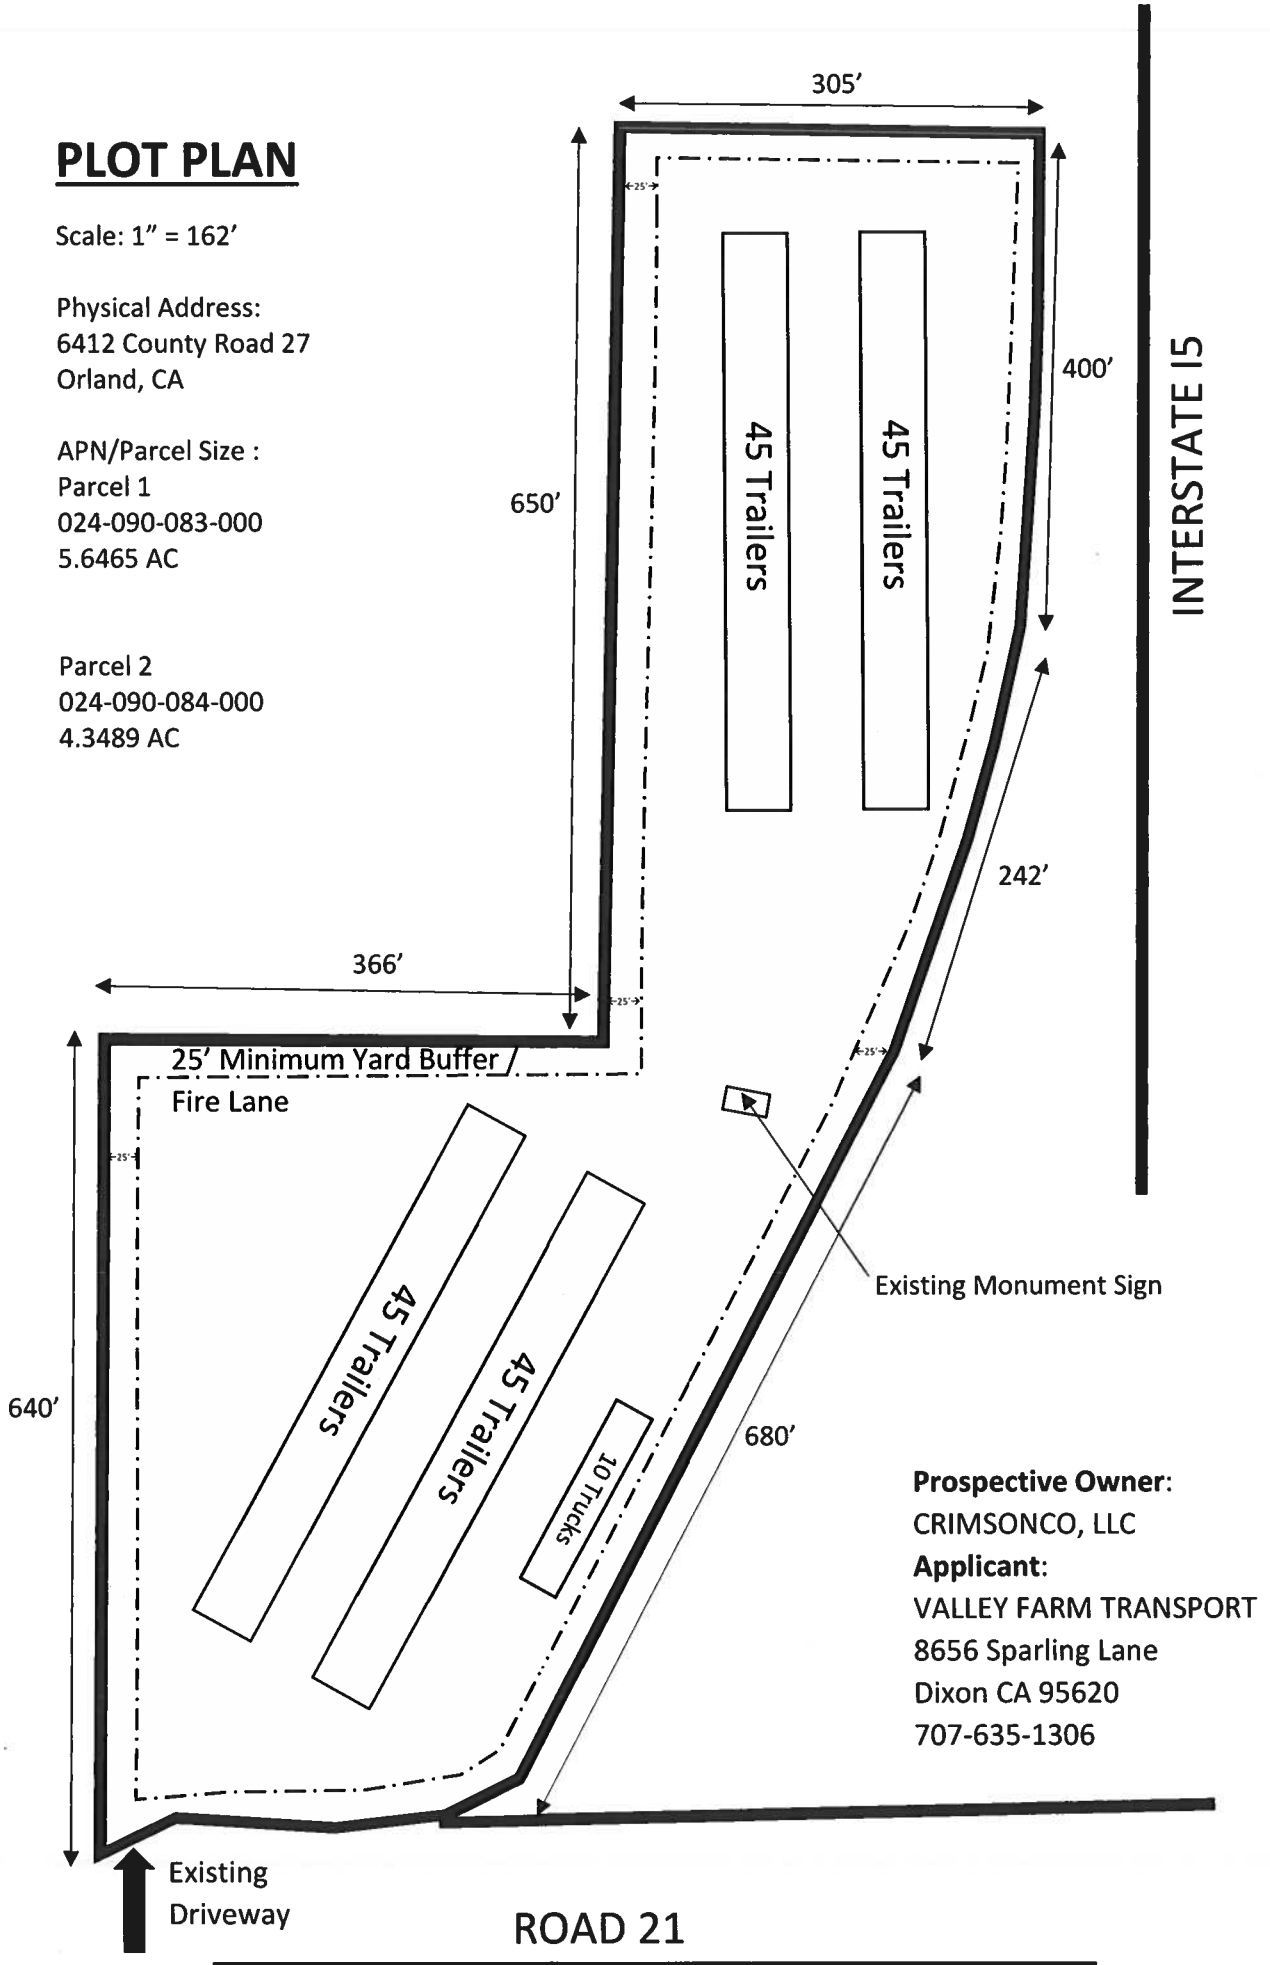 305’
PLOT PLAN
←25’→
Scale: 1” = 162’
Physical Address:
6412 County Road 27
Orland, CA
INTERSTATE I5
400’
45 Trailers
45 Trailers
APN/Parcel Size :
Parcel 1
024-090-083-000
5.6465 AC
650’
Parcel 2
024-090-084-000
4.3489 AC
242’
366’
←25’→
25’ Minimum Yard Buffer
←25’→
Fire Lane
←25’→
Existing Monument Sign
45 Trailers
45 Trailers
640’
680’
10 Trucks
Prospective Owner:
CRIMSONCO, LLC
Applicant:
VALLEY FARM TRANSPORT
8656 Sparling Lane
Dixon CA 95620
707-635-1306
Existing
Driveway
ROAD 21